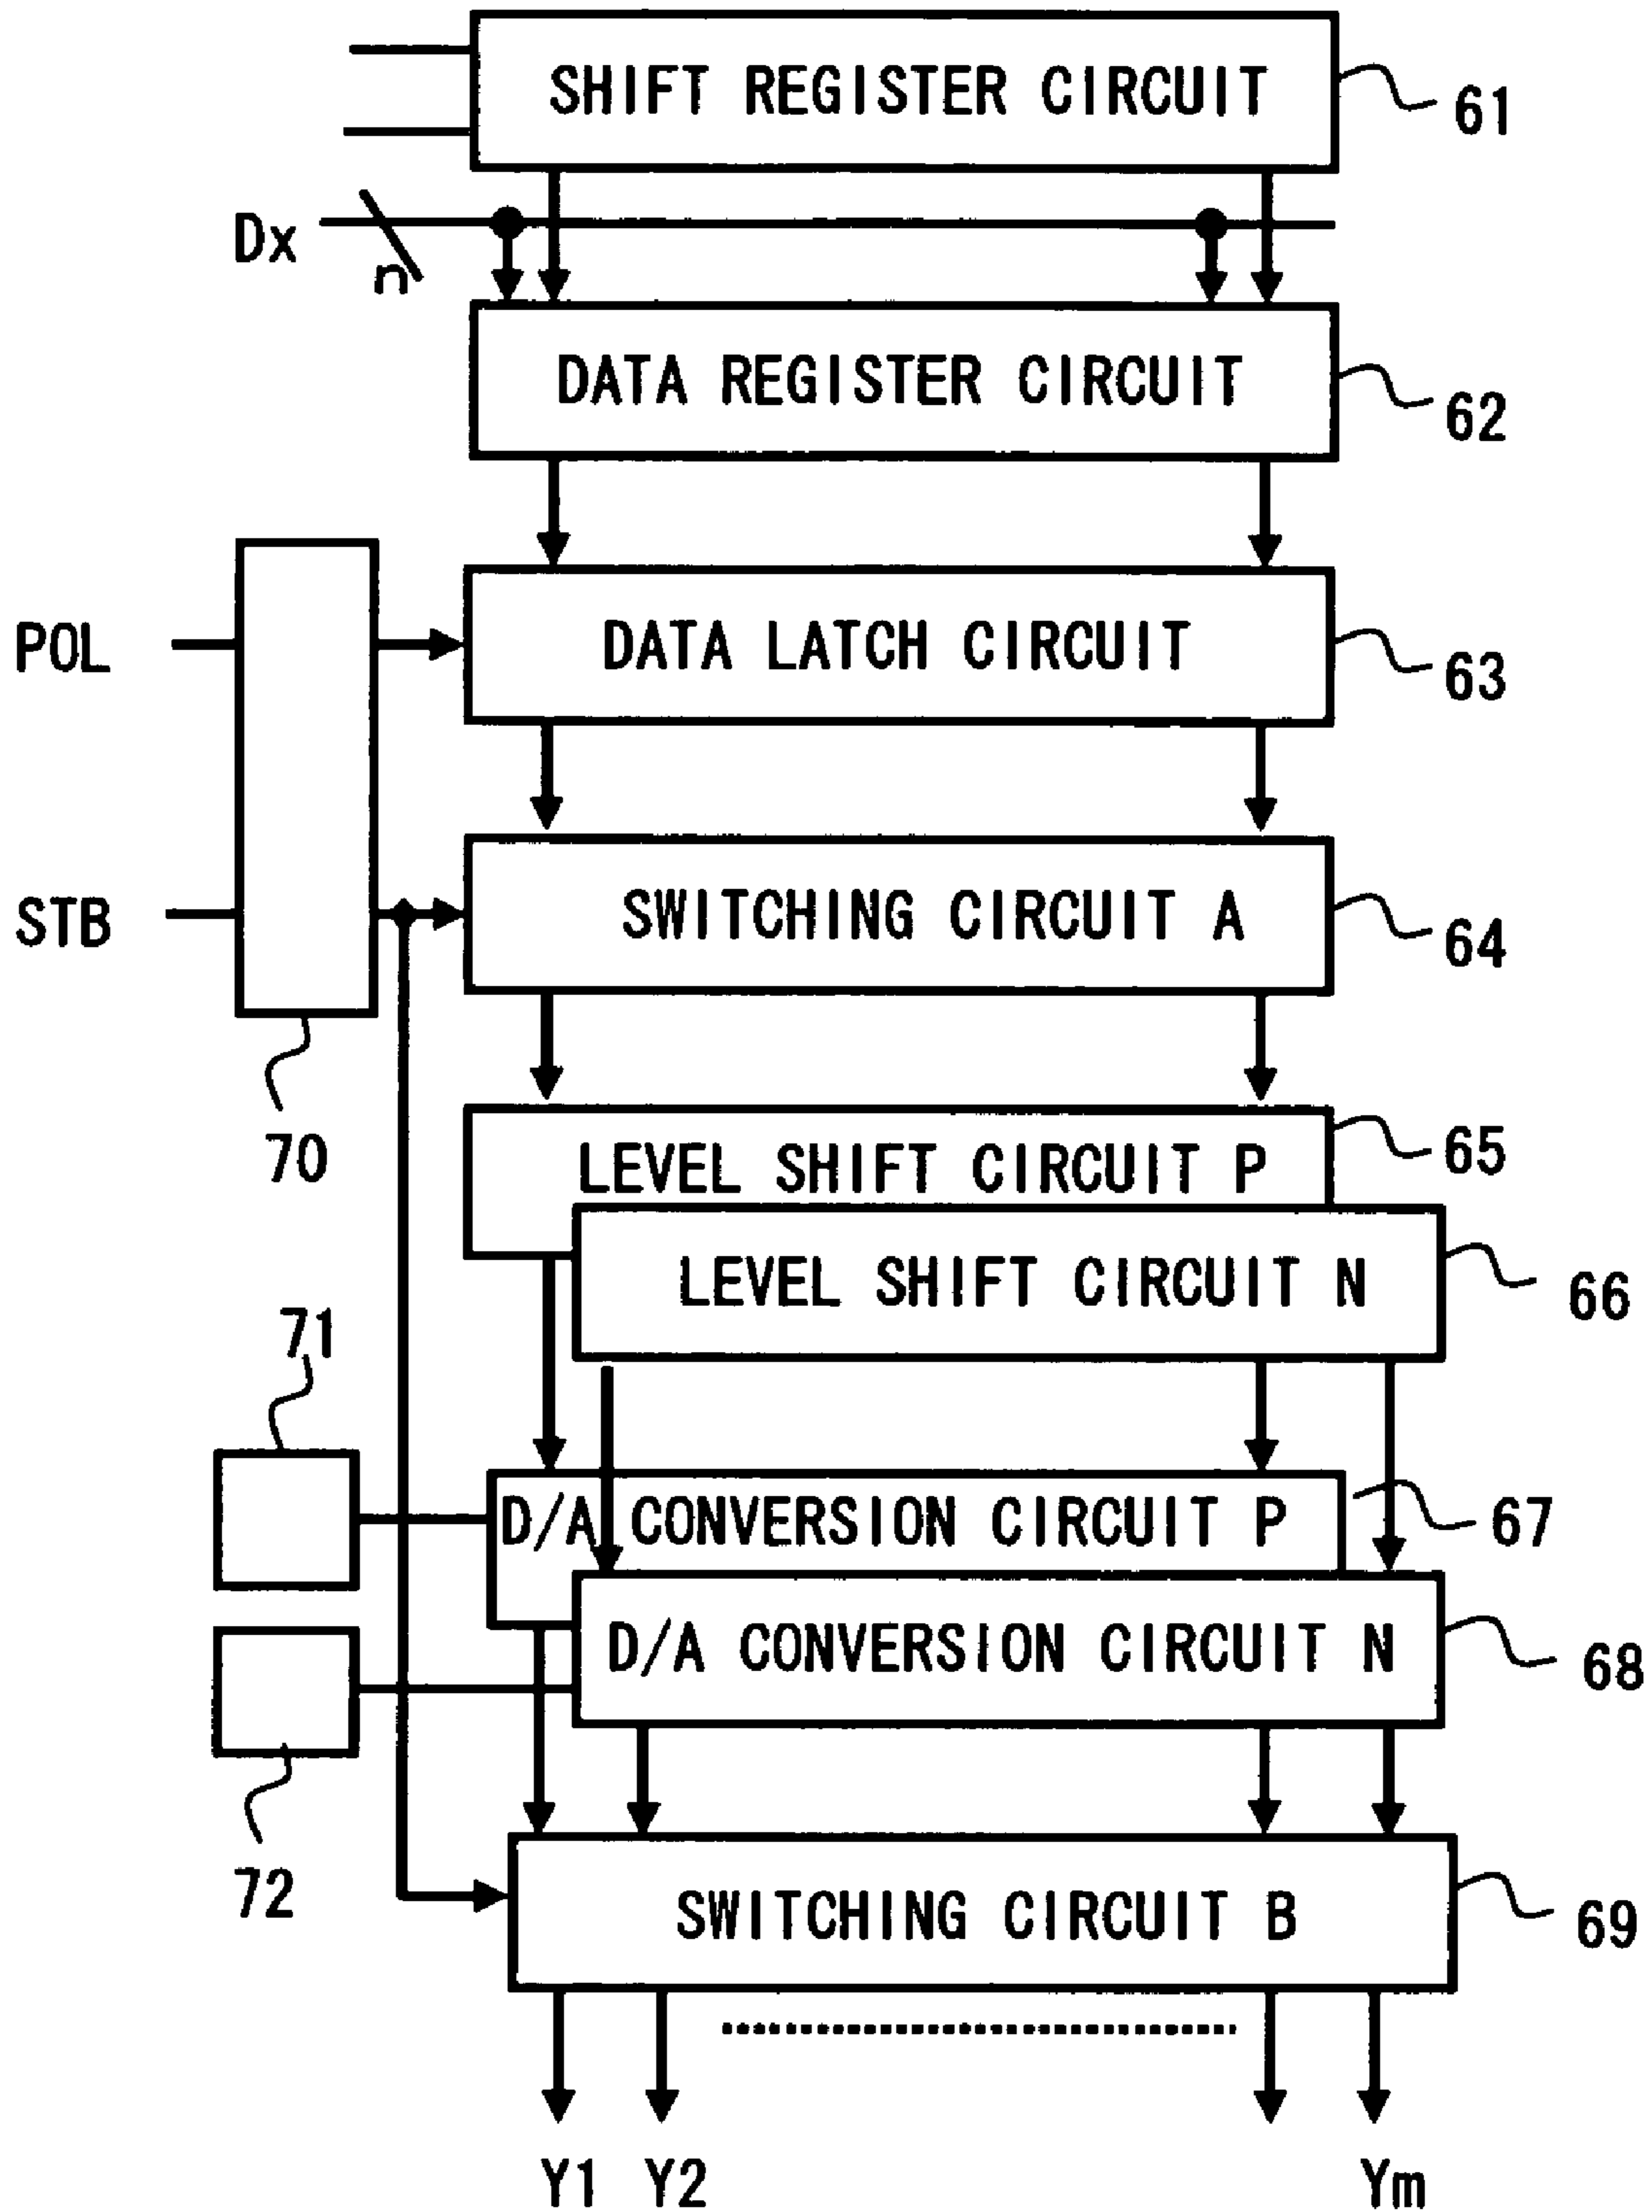 SHIFT REGISTER CIRCUIT
61
Dx
n
DATA REGISTER CIRCUIT
62
POL
DATA LATCH CIRCUIT
63
STB
SWITCHING CIRCUIT A
64
70
LEVEL SHIFT CIRCUIT P
65
LEVEL SHIFT CIRCUIT N
66
71
D/A CONVERSION CIRCUIT P
67
D/A CONVERSION CIRCUIT N
68
72
SWITCHING CIRCUIT B
69
Y1 Y2 Ym